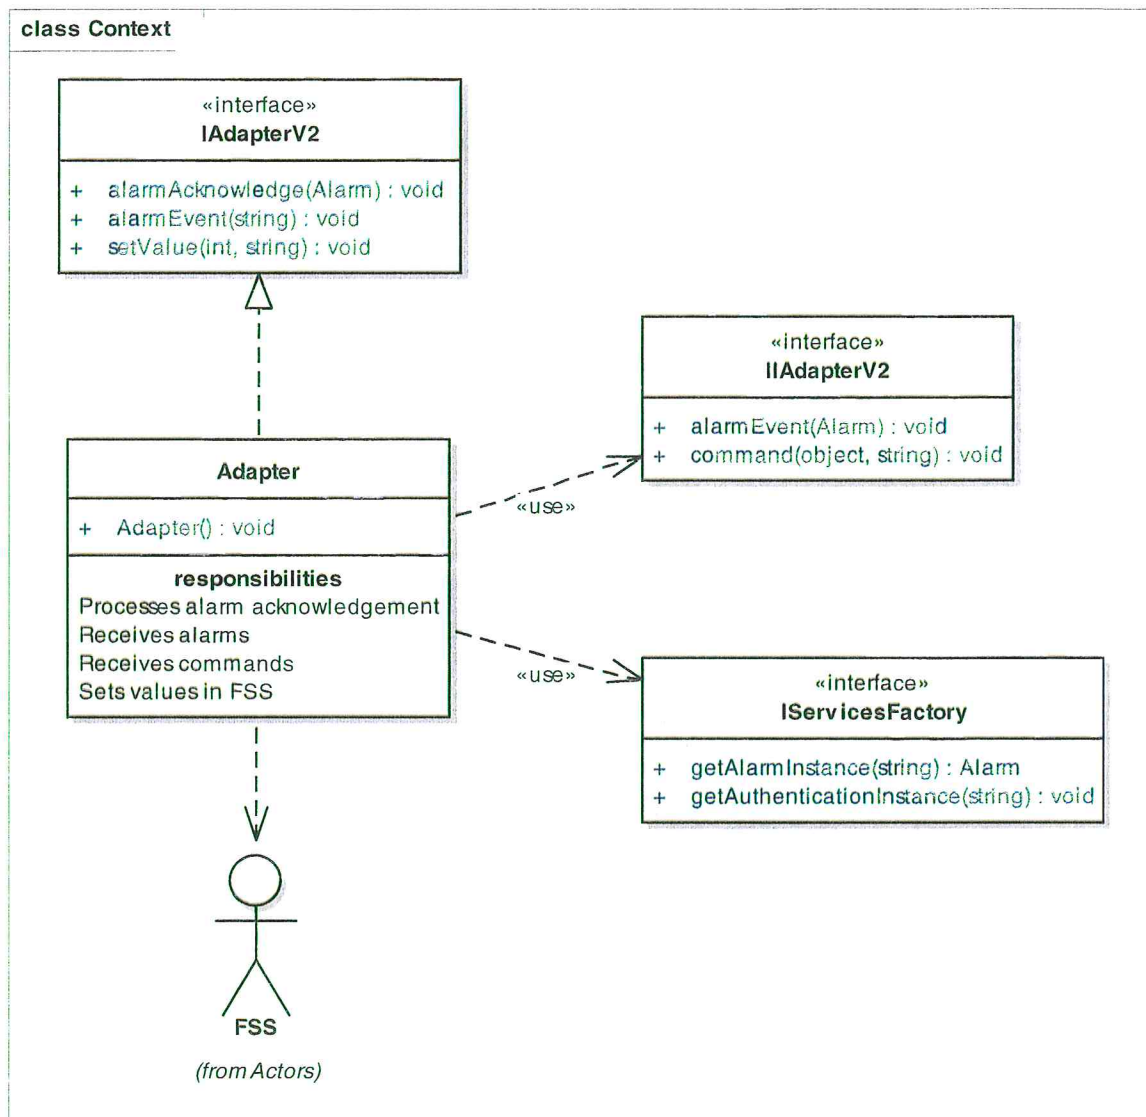 class Context
«interface»
IAdapterV2
+ alarmAcknowledge(Alarm) : void
+ alarmEvent(string) : void
+ setValue(int, string) : void
«interface»
IIAdapterV2
+ alarmEvent(Alarm) : void
+ command(object, string) : void
Adapter
+ Adapter() : void
responsibilities
Processes alarm acknowledgement
Receives alarms
Receives commands
Sets values in FSS
«use»
«use»
«interface»
IServicesFactory
+ getAlarmInstance(string) : Alarm
+ getAuthenticationInstance(string) : void
FSS
(from Actors)